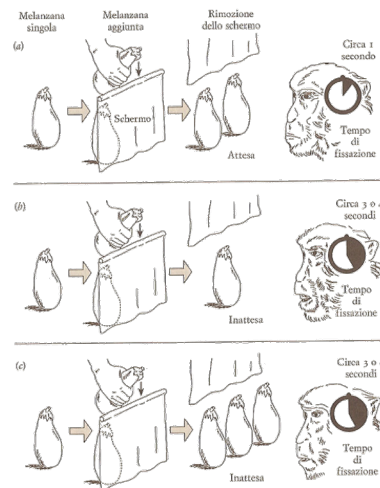 Melanzana
singola
Melanzana
aggiunta
Rimozione
dello schermo
(a)
Schermo
Attesa
Circa 1
secondo
Tempo
di
fissazione
(b)
Inattesa
Circa 3 o
secondi
Tempo
di
fissazione
(c)
Inattesa
Circa 3 o
secondi
Tempo
di
fissazione